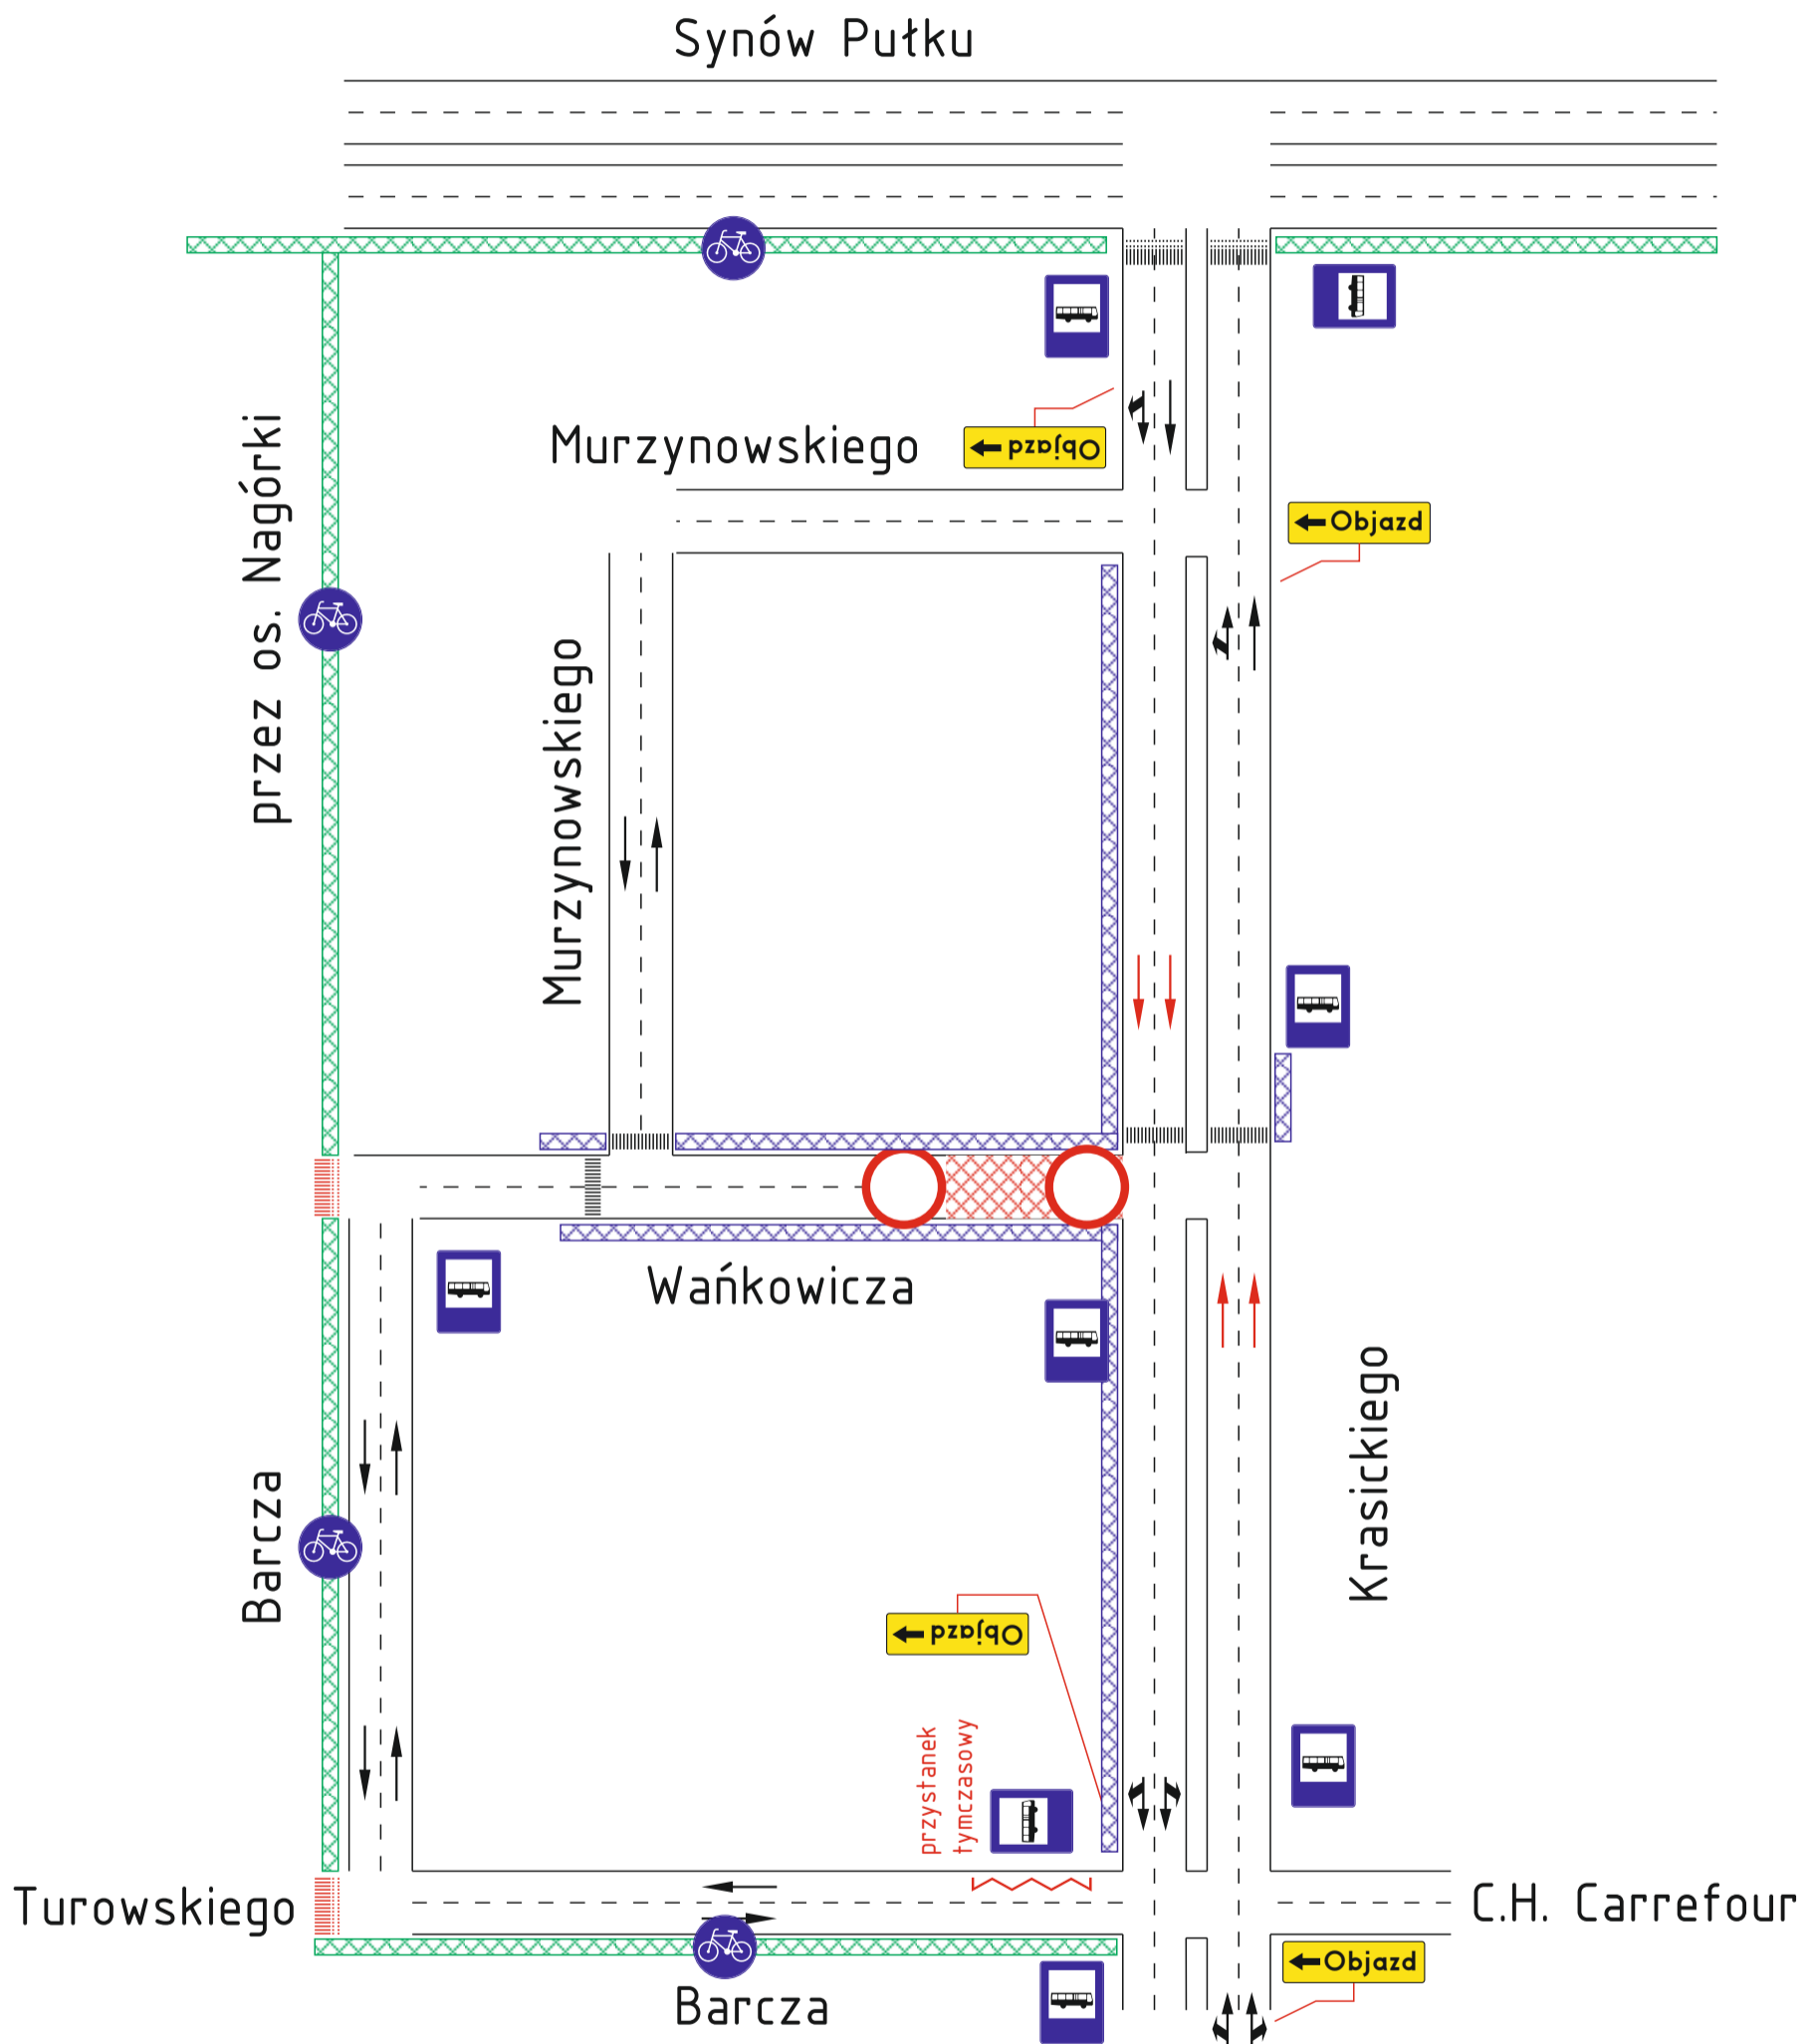 Synów Pułku
Murzynowskiego
Objazd
Objazd
przez os. Nagórki
Murzynowskiego
Wańkowicza
Krasickiego
Barcza
Objazd
przystanek
tymczasowy
Turowskiego
C.H. Carrefour
Objazd
Barcza